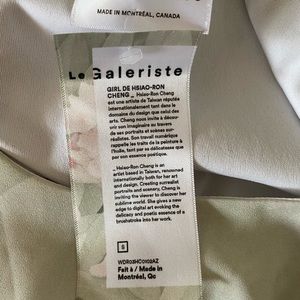 MADE IN MONTRÉAL, CANADA
Le Galeriste
GIRL DE HSIAO-RON
CHENG _ Hsiao-Ron Cheng
est une artiste de Taiwan réputée
internationalement tant dans le
domaine du design que celui des
arts. Cheng nous invite à décou-
vrir son imaginaire au travers
de ses portraits et scènes sur-
réalistes. Son travail numérique
rappelle les traits de la peinture à
l'huile, tant par sa délicatesse que
par son essence poétique.
_ Hsiao-Ron Cheng is an
artist based in Taiwan, renowned
internationally both for her art
and design. Creating surrealist
portraits and scenery, Cheng is
inviting the viewer to discover her
sublime world. She gives a new
edge to digital art evoking the
delicacy and poetic essence of a
brushstroke into her work.
S
WDR03HC0102AZ
Fait à / Made in
Montreal, Qc